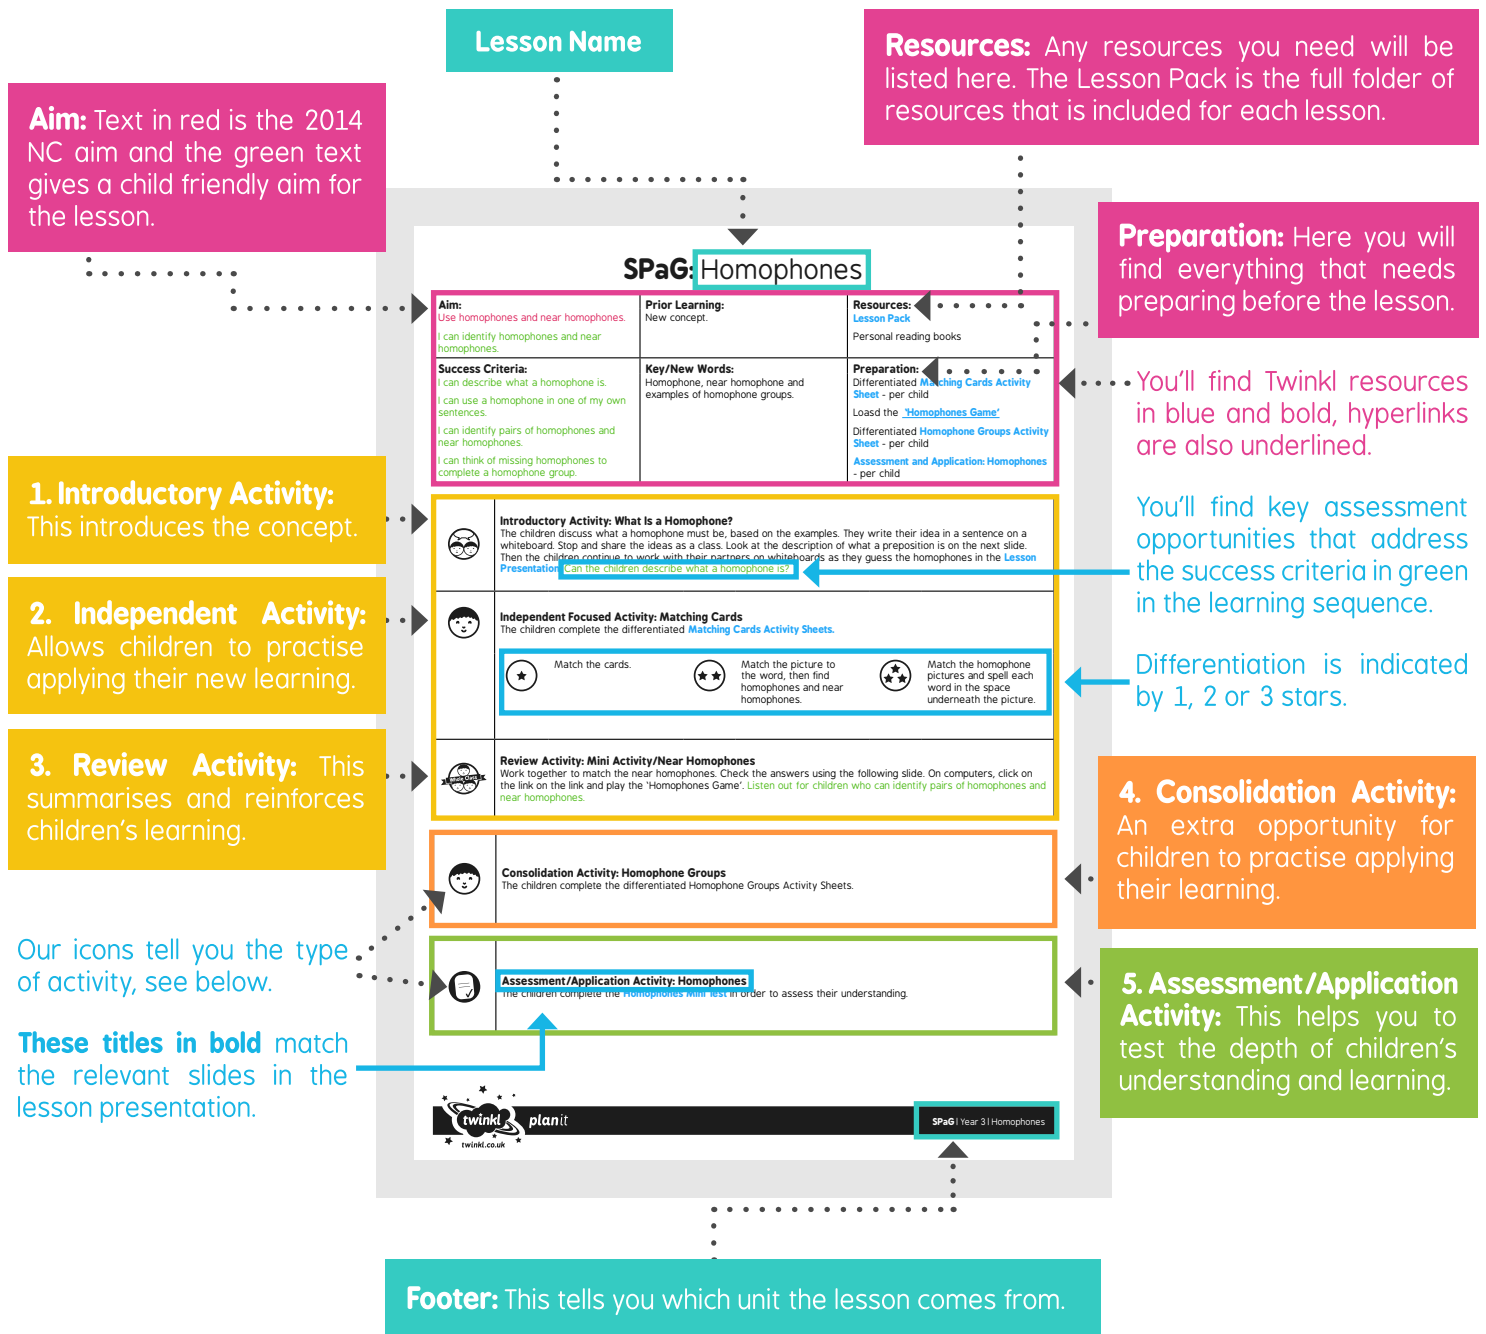 Lesson Name
Resources: Any resources you need will be
listed here. The Lesson Pack is the full folder of
resources that is included for each lesson.
Aim: Text in red is the 2014
NC aim and the green text
gives a child friendly aim for
the lesson.
Preparation: Here you will
find everything that needs
preparing before the lesson.
SPaG: Homophones
Aim:
Use homophones and near homophones.
I can identify homophones and near
homophones.
Prior Learning:
New concept.
Resources:
Lesson Pack
Personal reading books
Success Criteria:
I can describe what a homophone is.
I can use a homophone in one of my own
sentences.
I can identify pairs of homophones and
near homophones.
I can think of missing homophones to
complete a homophone group.
Key/New Words:
Homophone, near homophone and
examples of homophone groups.
Preparation:
Differentiated Matching Cards Activity
Sheet - per child
Loasd the 'Homophones Game'
Differentiated Homophone Groups Activity
Sheet - per child
Assessment and Application: Homophones
- per child
You'll find Twinkl resources
in blue and bold, hyperlinks
are also underlined.
1. Introductory Activity:
This introduces the concept.
Introductory Activity: What Is a Homophone?
The children discuss what a homophone must be, based on the examples. They write their idea in a sentence on a
whiteboard. Stop and share the ideas as a class. Look at the description of what a preposition is on the next slide.
Then the children continue to work with their partners on whiteboards as they guess the homophones in the Lesson
Presentation. Can the children describe what a homophone is?
You'll find key assessment
opportunities that address
the success criteria in green
in the learning sequence.
2. Independent Activity:
Allows children to practise
applying their new learning.
Independent Focused Activity: Matching Cards
The children complete the differentiated Matching Cards Activity Sheets.
Match the cards.
Match the picture to
the word, then find
homophones and near
homophones.
Match the homophone
pictures and spell each
word in the space
underneath the picture.
Differentiation is indicated
by 1, 2 or 3 stars.
3. Review Activity: This
summarises and reinforces
children's learning.
Whole Class
Review Activity: Mini Activity/Near Homophones
Work together to match the near homophones. Check the answers using the following slide. On computers, click on
the link on the link and play the 'Homophones Game'. Listen out for children who can identify pairs of homophones and
near homophones.
4. Consolidation Activity:
An extra opportunity for
children to practise applying
their learning.
Consolidation Activity: Homophone Groups
The children complete the differentiated Homophone Groups Activity Sheets.
Our icons tell you the type
of activity, see below.
Assessment/Application Activity: Homophones
The children complete the Homophones Mini Test in order to assess their understanding.
5. Assessment/Application
Activity: This helps you to
test the depth of children's
understanding and learning.
These titles in bold match
the relevant slides in the
lesson presentation.
twinkl
planit
twinkl.co.uk
SPaG | Year 3 | Homophones
Footer: This tells you which unit the lesson comes from.